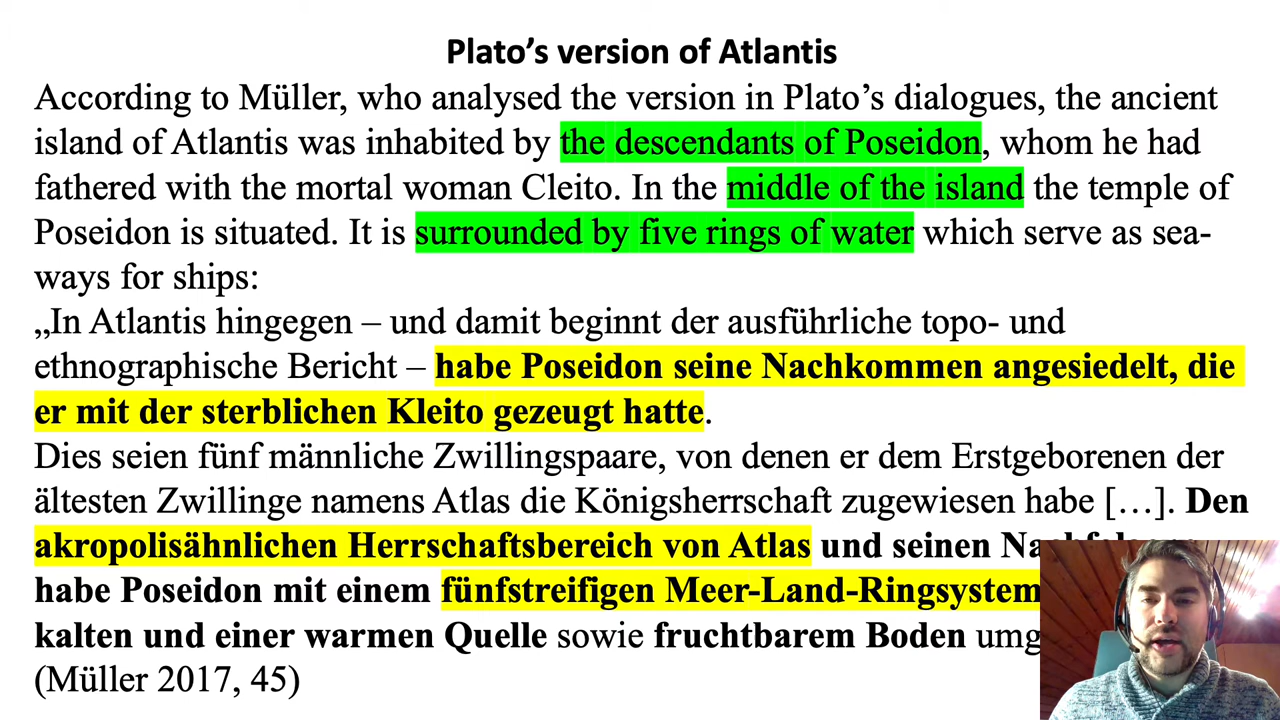 Plato’s version of Atlantis
According to Müller, who analysed the version in Plato’s dialogues, the ancient
island of Atlantis was inhabited by the descendants of Poseidon, whom he had
fathered with the mortal woman Cleito. In the middle of the island the temple of
Poseidon is situated. It is surrounded by five rings of water which serve as sea-
ways for ships:
„In Atlantis hingegen – und damit beginnt der ausführliche topo- und
ethnographische Bericht – habe Poseidon seine Nachkommen angesiedelt, die
er mit der sterblichen Kleito gezeugt hatte.
Dies seien fünf männliche Zwillingspaare, von denen er dem Erstgeborenen der
ältesten Zwillinge namens Atlas die Königsherrschaft zugewiesen habe […]. Den
akropolisähnlichen Herrschaftsbereich von Atlas und seinen
habe Poseidon mit einem fünfstreifigen Meer-Land-Ringsystem
kalten und einer warmen Quelle sowie fruchtbarem Boden
(Müller 2017, 45)